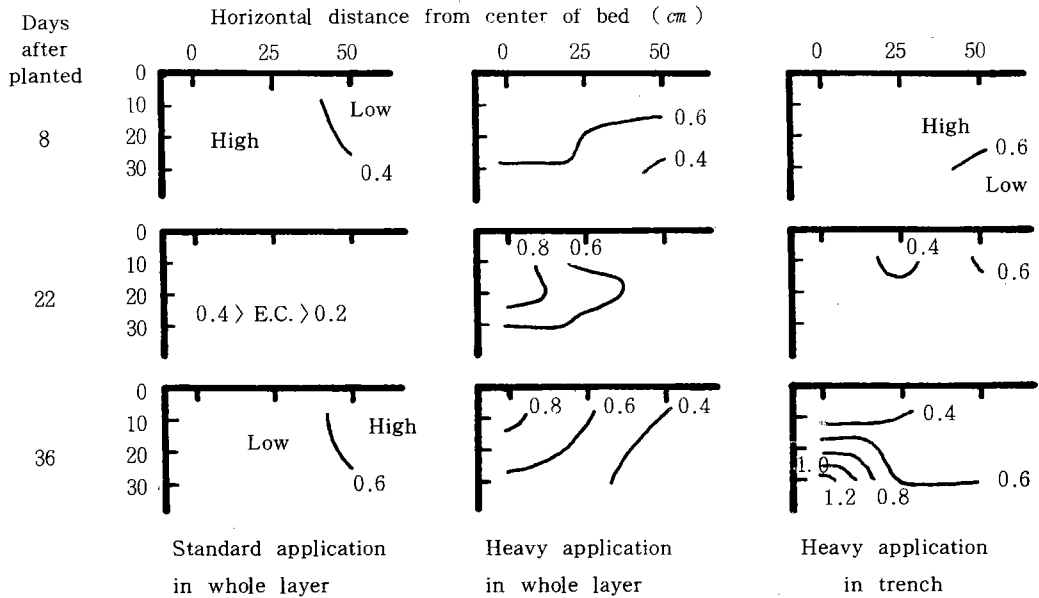 Days
after
planted
Horizontal distance from center of bed (cm)
0 25 50 0 25 50 0 25 50
8
0
10
20
30
High
Low
0.4
0.6
0.4
High
0.6
Low
22
0
10
20
30
0.4 〉 E.C. 〉 0.2
0.8 0.6
0.4
0.6
36
0
10
20
30
Low
High
0.6
0.8 0.6 0.4
0.4
1.0
1.2 0.8
0.6
Standard application
in whole layer
Heavy application
in whole layer
Heavy application
in trench